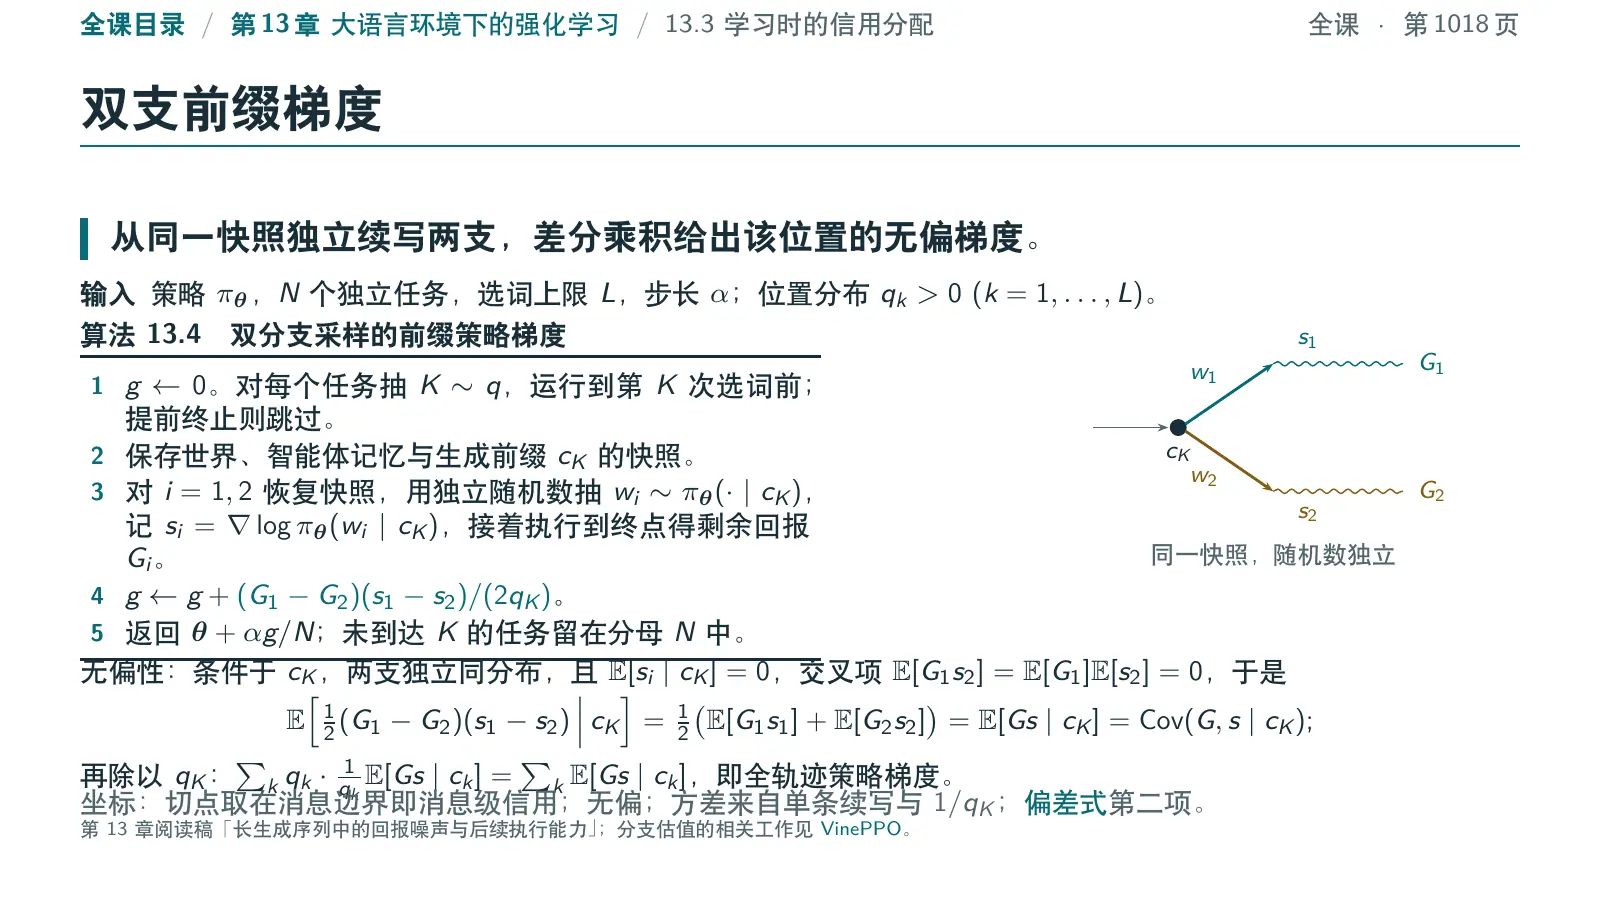 全课目录 / 第13章 大语言环境下的强化学习 / 13.3 学习时的信用分配
全课 · 第1018页
双支前缀梯度
从同一快照独立续写两支，差分乘积给出该位置的无偏梯度。
输入 策略 π_θ，N 个独立任务，选词上限 L，步长 α；位置分布 q_k > 0 (k = 1, . . . , L)。
算法 13.4 双分支采样的前缀策略梯度
1 g ← 0。对每个任务抽 K ∼ q，运行到第 K 次选词前；
提前终止则跳过。
2 保存世界、智能体记忆与生成前缀 c_K 的快照。
3 对 i = 1, 2 恢复快照，用独立随机数抽 w_i ∼ π_θ(· | c_K)，
记 s_i = ∇ log π_θ(w_i | c_K)，接着执行到终点得剩余回报
G_i。
4 g ← g + (G_1 − G_2)(s_1 − s_2)/(2q_K)。
5 返回 θ + αg/N；未到达 K 的任务留在分母 N 中。
s_1
G_1
w_1
c_K
w_2
G_2
s_2
同一快照，随机数独立
无偏性：条件于 c_K，两支独立同分布，且 𝔼[s_i | c_K] = 0，交叉项 𝔼[G_1s_2] = 𝔼[G_1]𝔼[s_2] = 0，于是
𝔼[½(G_1 − G_2)(s_1 − s_2) | c_K] = ½(𝔼[G_1s_1] + 𝔼[G_2s_2]) = 𝔼[Gs | c_K] = Cov(G, s | c_K);
再除以 q_K：∑_k q_k · 1/q_k 𝔼[Gs | c_k] = ∑_k 𝔼[Gs | c_k]，即全轨迹策略梯度。
坐标：切点取在消息边界即消息级信用；无偏；方差来自单条续写与 1/q_K；偏差式第二项。
第 13 章阅读稿「长生成序列中的回报噪声与后续执行能力」；分支估值的相关工作见 VinePPO。